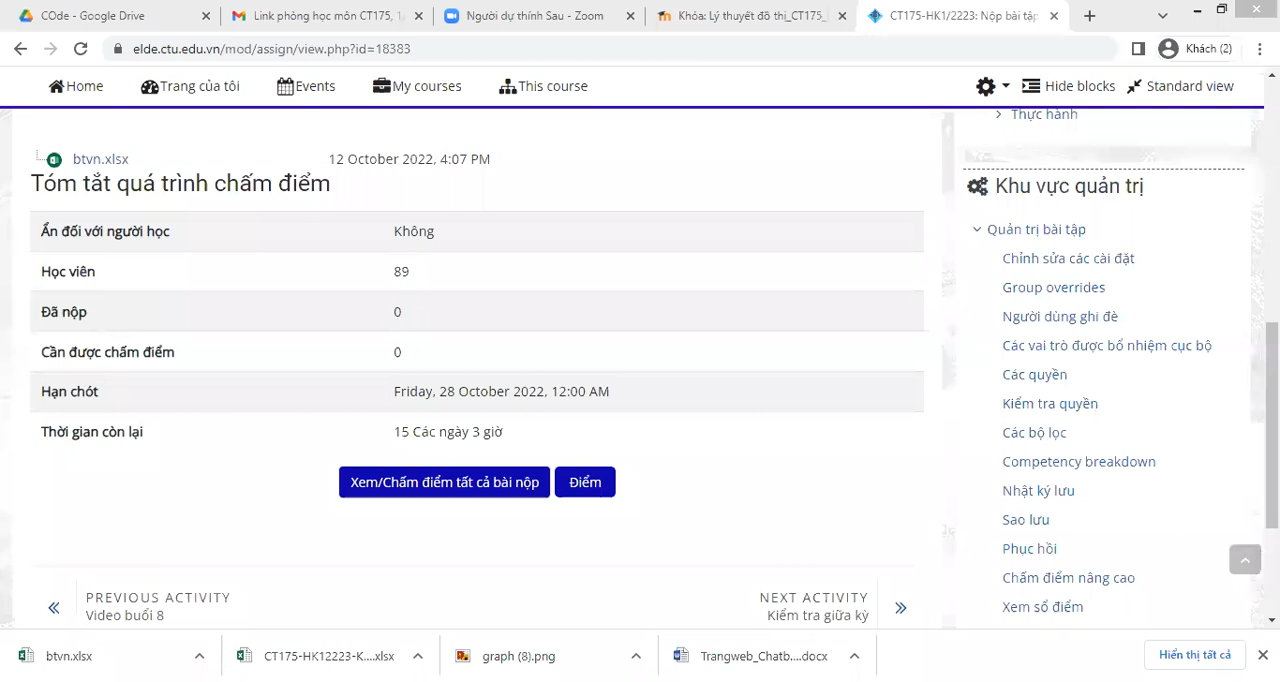 COde - Google Drive
Link phòng học môn CT175, 1
Người dự thính Sau - Zoom
Khóa: Lý thuyết đồ thị_CT175_
CT175-HK1/2223: Nộp bài tập
elde.ctu.edu.vn/mod/assign/view.php?id=18383
Khách (2)
Home
Trang của tôi
Events
My courses
This course
Hide blocks
Standard view
Thực hành
btvn.xlsx
12 October 2022, 4:07 PM
Tóm tắt quá trình chấm điểm
Ẩn đối với người học
Không
Học viên
89
Đã nộp
0
Cần được chấm điểm
0
Hạn chót
Friday, 28 October 2022, 12:00 AM
Thời gian còn lại
15 Các ngày 3 giờ
Xem/Chấm điểm tất cả bài nộp
Điểm
PREVIOUS ACTIVITY
Video buổi 8
NEXT ACTIVITY
Kiểm tra giữa kỳ
Khu vực quản trị
Quản trị bài tập
Chỉnh sửa các cài đặt
Group overrides
Người dùng ghi đè
Các vai trò được bổ nhiệm cục bộ
Các quyền
Kiểm tra quyền
Các bộ lọc
Competency breakdown
Nhật ký lưu
Sao lưu
Phục hồi
Chấm điểm nâng cao
Xem sổ điểm
btvn.xlsx
CT175-HK12223-K....xlsx
graph (8).png
Trangweb_Chatb....docx
Hiển thị tất cả